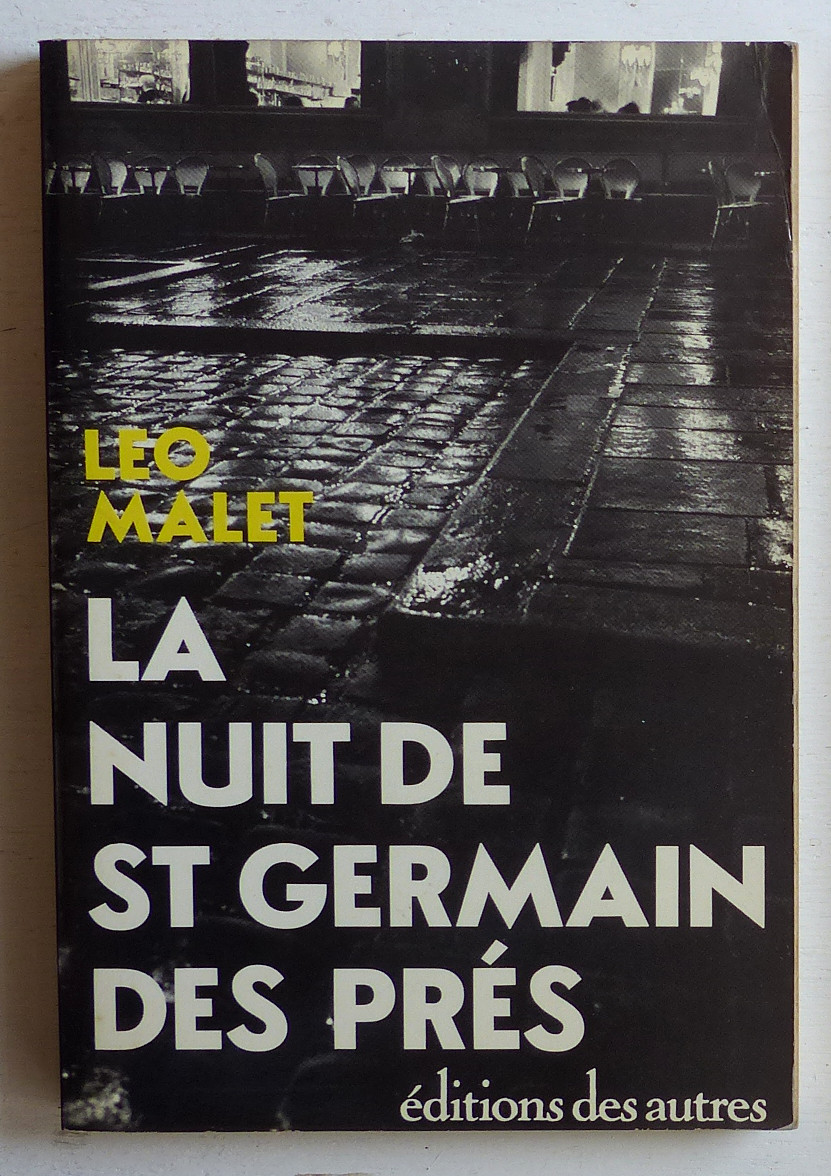 LEO
MALET
LA
NUIT DE
ST GERMAIN
DES PRÉS
éditions des autres